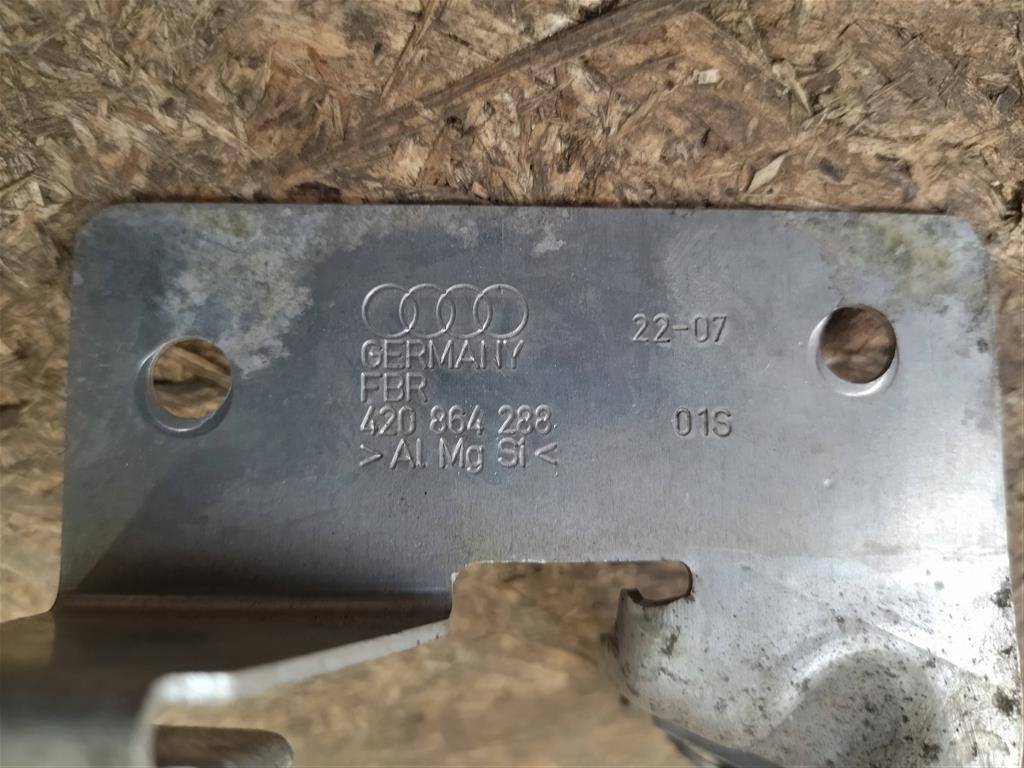 GERMANY
22-07
FBR
420 864 288
01S
>Al Mg Si<